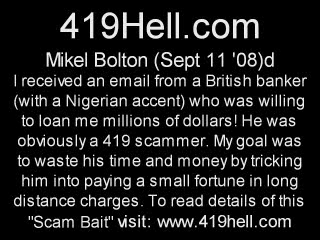 419Hell.com
Mikel Bolton (Sept 11 '08)d
I received an email from a British banker
(with a Nigerian accent) who was willing
to loan me millions of dollars! He was
obviously a 419 scammer. My goal was
to waste his time and money by tricking
him into paying a small fortune in long
distance charges. To read details of this
"Scam Bait" visit: www.419hell.com